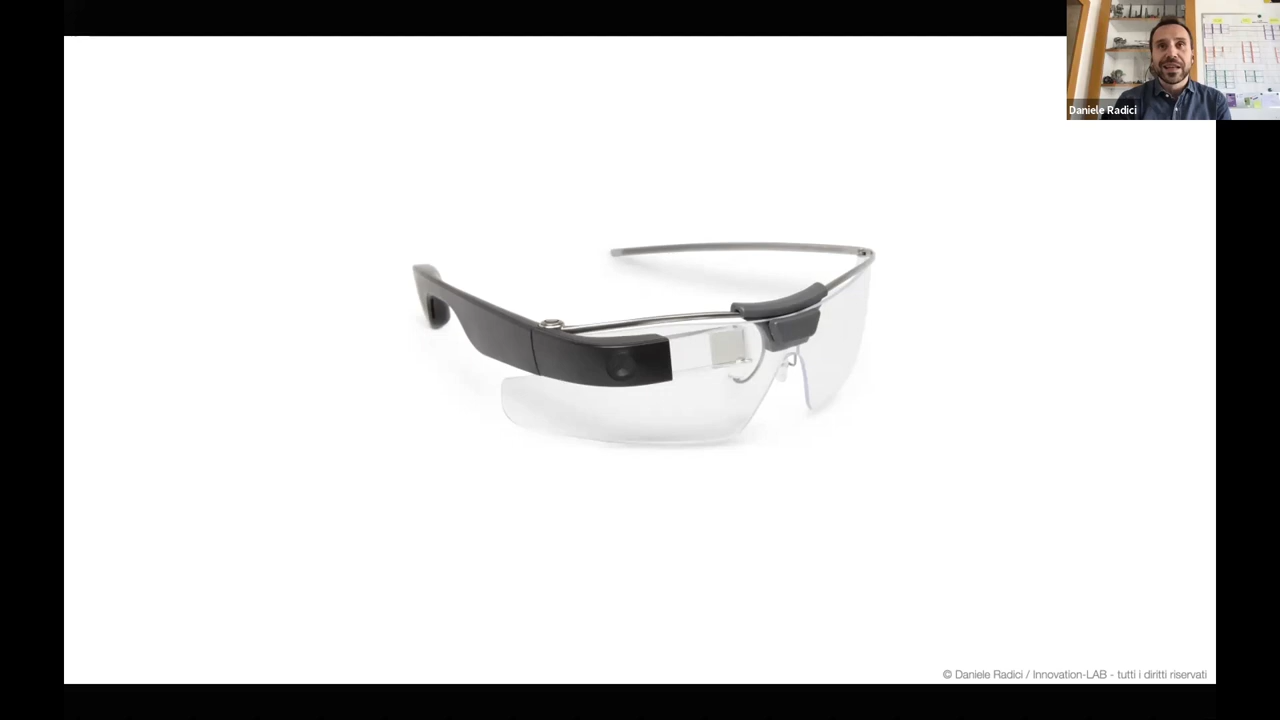 Daniele Radici
© Daniele Radici / Innovation-LAB - tutti i diritti riservati